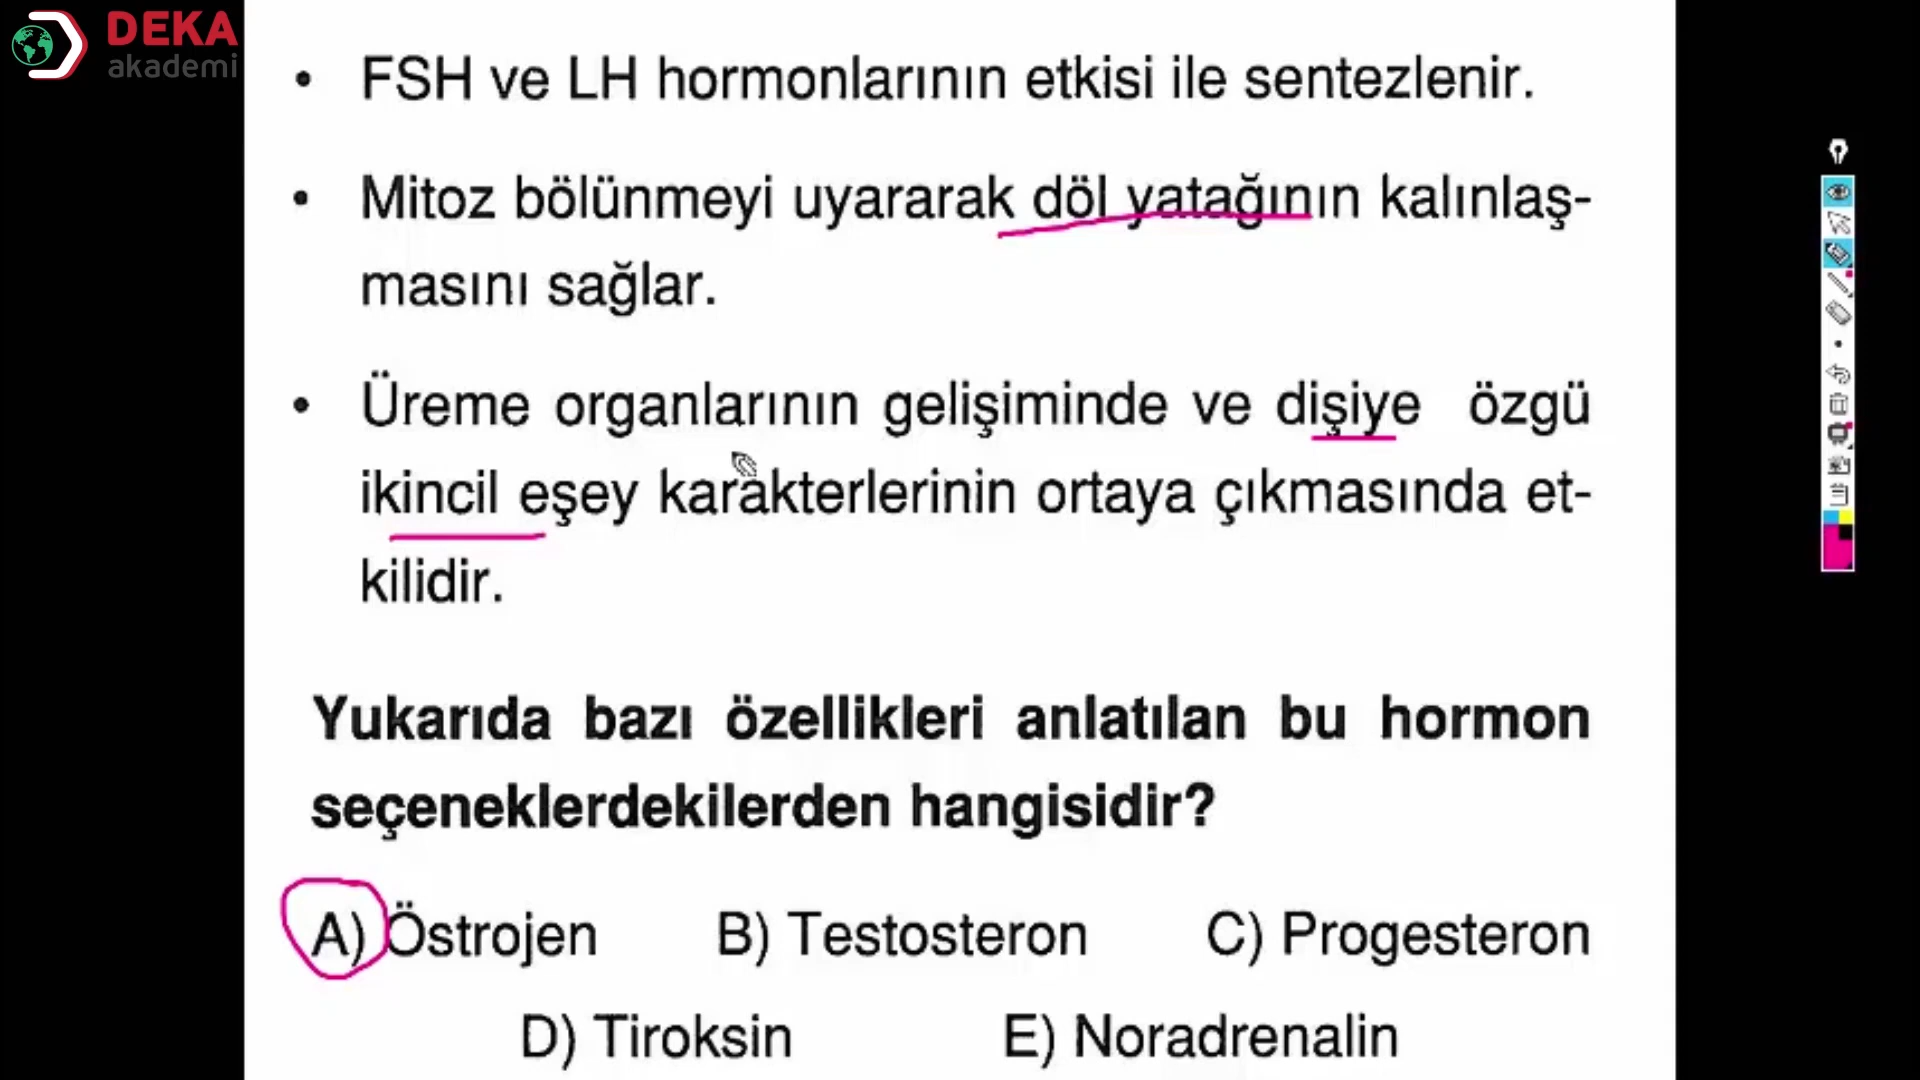 DEKA
akademi
• FSH ve LH hormonlarının etkisi ile sentezlenir.
• Mitoz bölünmeyi uyararak döl yatağının kalınlaş-
masını sağlar.
• Üreme organlarının gelişiminde ve dişiye özgü
ikincil eşey karakterlerinin ortaya çıkmasında et-
kilidir.
Yukarıda bazı özellikleri anlatılan bu hormon
seçeneklerdekilerden hangisidir?
A) Östrojen B) Testosteron C) Progesteron
D) Tiroksin E) Noradrenalin